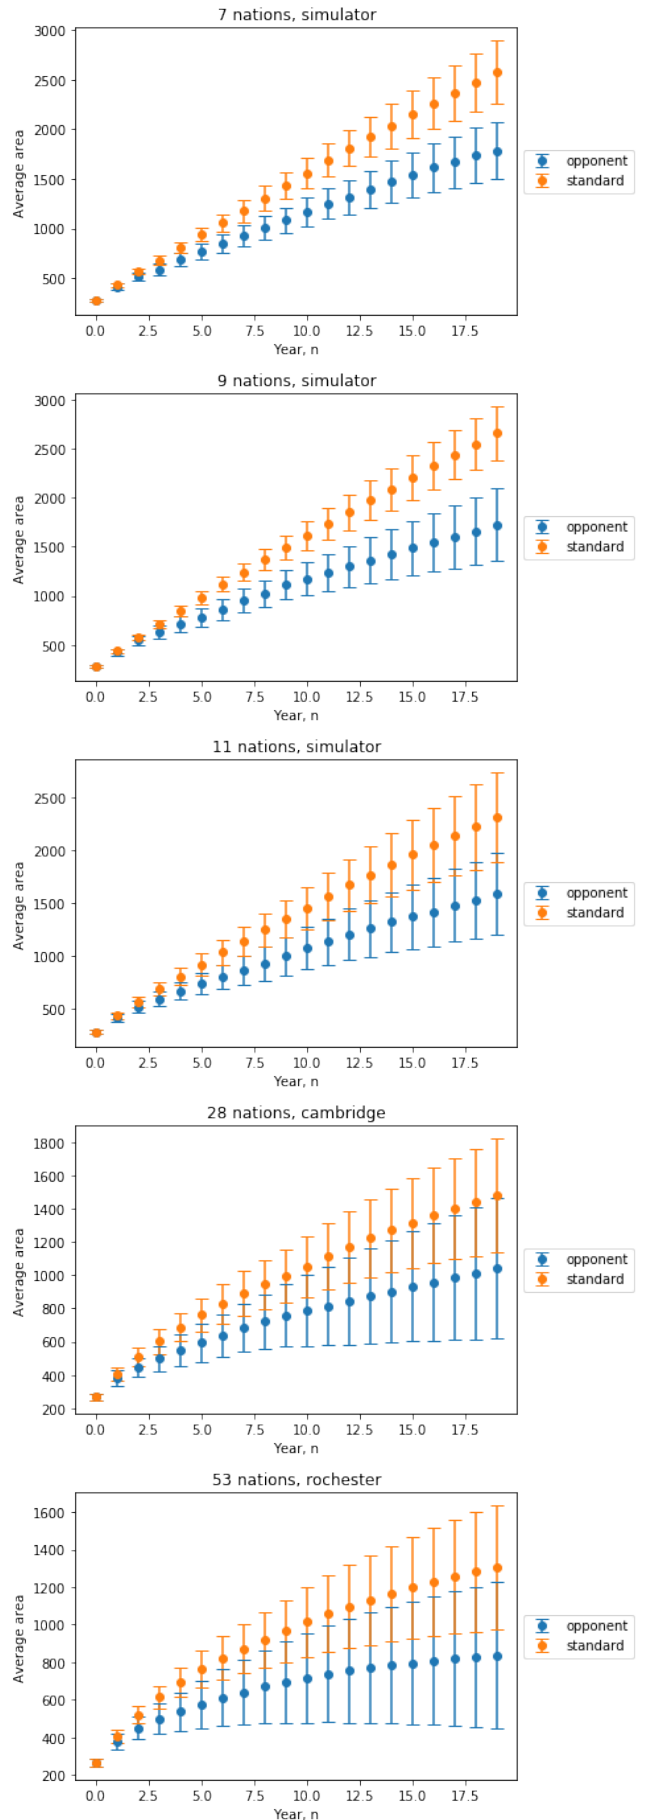 7 nations, simulator
3000
2500
2000
1500
1000
500
Average area
0.0 2.5 5.0 7.5 10.0 12.5 15.0 17.5
Year, n
opponent
standard
9 nations, simulator
3000
2500
2000
1500
1000
500
Average area
0.0 2.5 5.0 7.5 10.0 12.5 15.0 17.5
Year, n
opponent
standard
11 nations, simulator
2500
2000
1500
1000
500
Average area
0.0 2.5 5.0 7.5 10.0 12.5 15.0 17.5
Year, n
opponent
standard
28 nations, cambridge
1800
1600
1400
1200
1000
800
600
400
200
Average area
0.0 2.5 5.0 7.5 10.0 12.5 15.0 17.5
Year, n
opponent
standard
53 nations, rochester
1600
1400
1200
1000
800
600
400
200
Average area
0.0 2.5 5.0 7.5 10.0 12.5 15.0 17.5
Year, n
opponent
standard